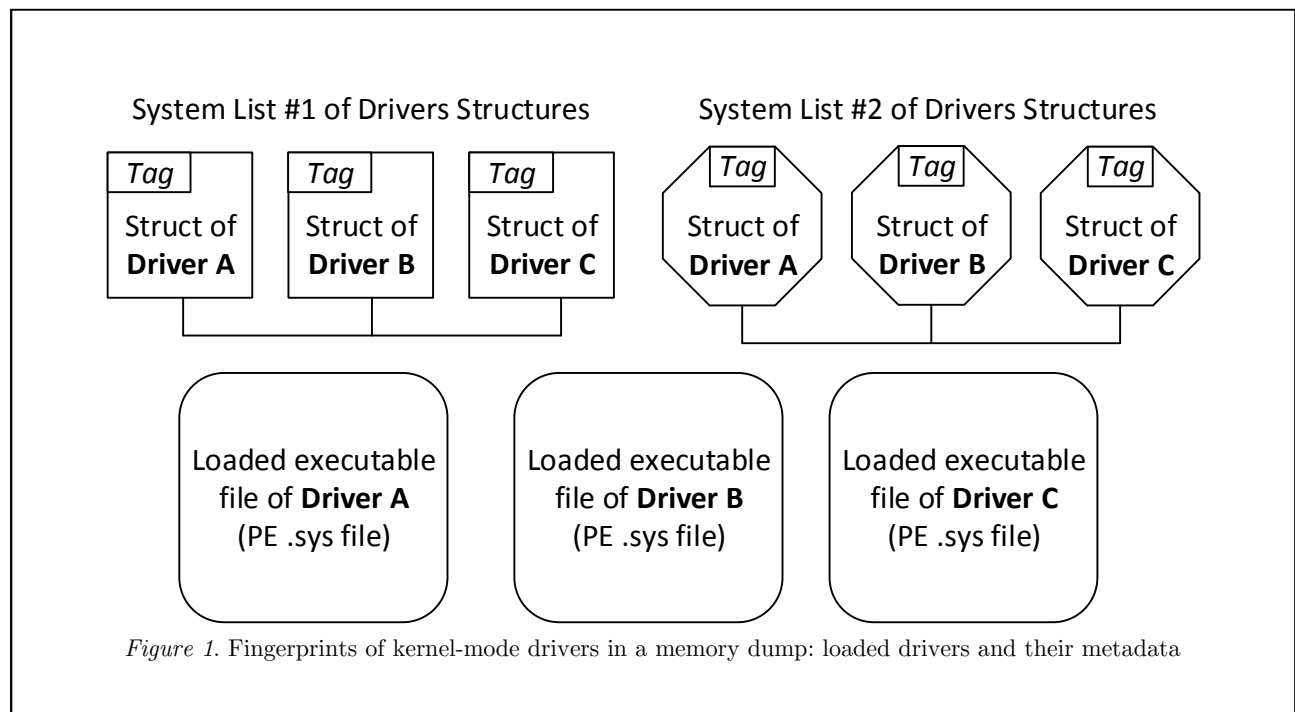 System List #1 of Drivers Structures
System List #2 of Drivers Structures
Tag
Struct of
Driver A
Tag
Struct of
Driver B
Tag
Struct of
Driver C
Tag
Struct of
Driver A
Tag
Struct of
Driver B
Tag
Struct of
Driver C
Loaded executable
file of Driver A
(PE .sys file)
Loaded executable
file of Driver B
(PE .sys file)
Loaded executable
file of Driver C
(PE .sys file)
Figure 1. Fingerprints of kernel-mode drivers in a memory dump: loaded drivers and their metadata